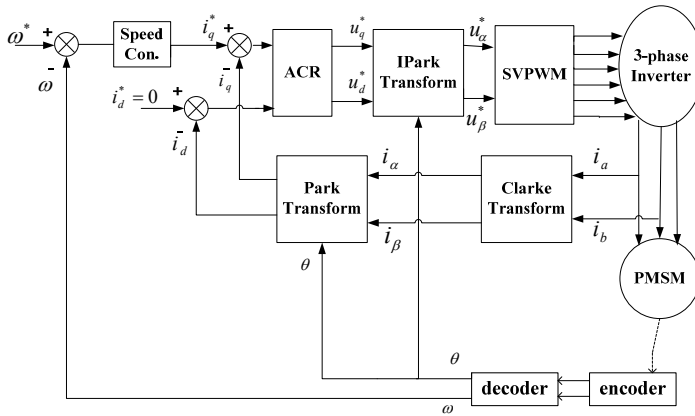 ω*
+
-
ω
Speed
Con.
i_q^*
+
-
i_q
i_d^* = 0
+
-
i_d
ACR
u_q^*
u_d^*
IPark
Transform
u_α^*
u_β^*
SVPWM
3-phase
Inverter
Park
Transform
i_α
i_β
Clarke
Transform
i_a
i_b
θ
PMSM
θ
decoder
encoder
ω